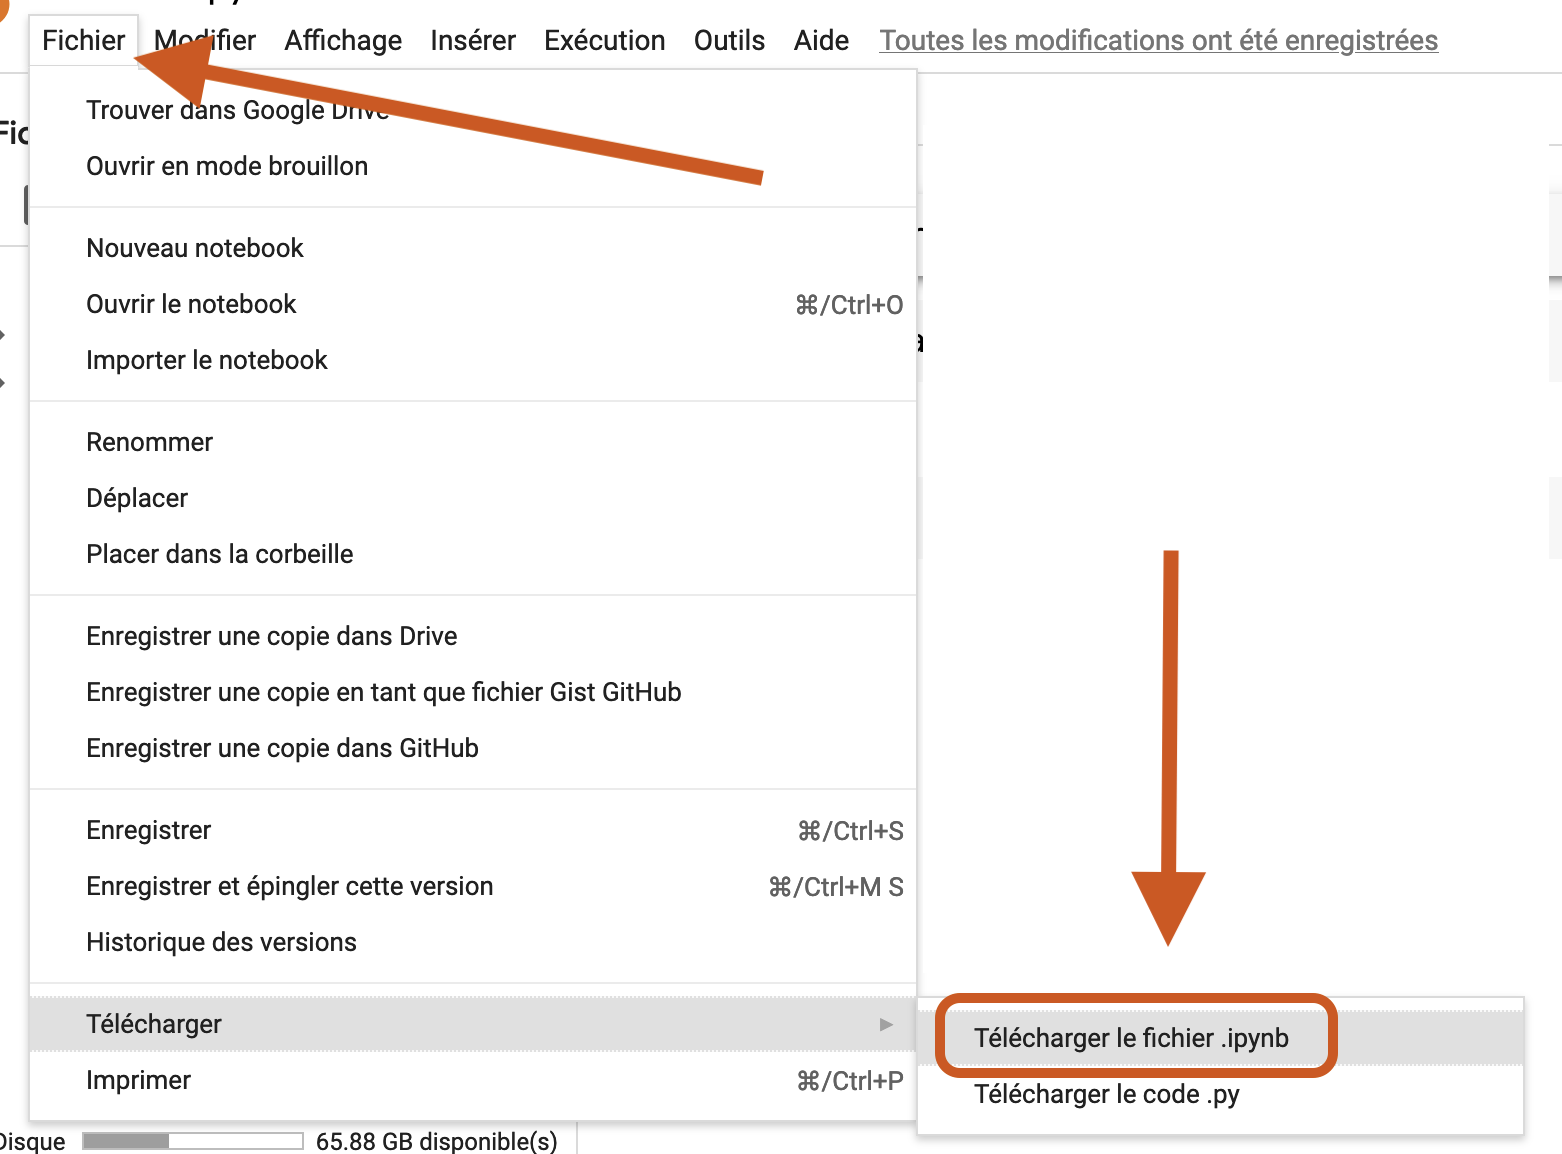 Fichier Modifier Affichage Insérer Exécution Outils Aide Toutes les modifications ont été enregistrées
Trouver dans Google Drive
Ouvrir en mode brouillon
Nouveau notebook
Ouvrir le notebook ⌘/Ctrl+O
Importer le notebook
Renommer
Déplacer
Placer dans la corbeille
Enregistrer une copie dans Drive
Enregistrer une copie en tant que fichier Gist GitHub
Enregistrer une copie dans GitHub
Enregistrer ⌘/Ctrl+S
Enregistrer et épingler cette version ⌘/Ctrl+M S
Historique des versions
Télécharger
Télécharger le fichier .ipynb
Imprimer ⌘/Ctrl+P
Télécharger le code .py
Disque 65.88 GB disponible(s)